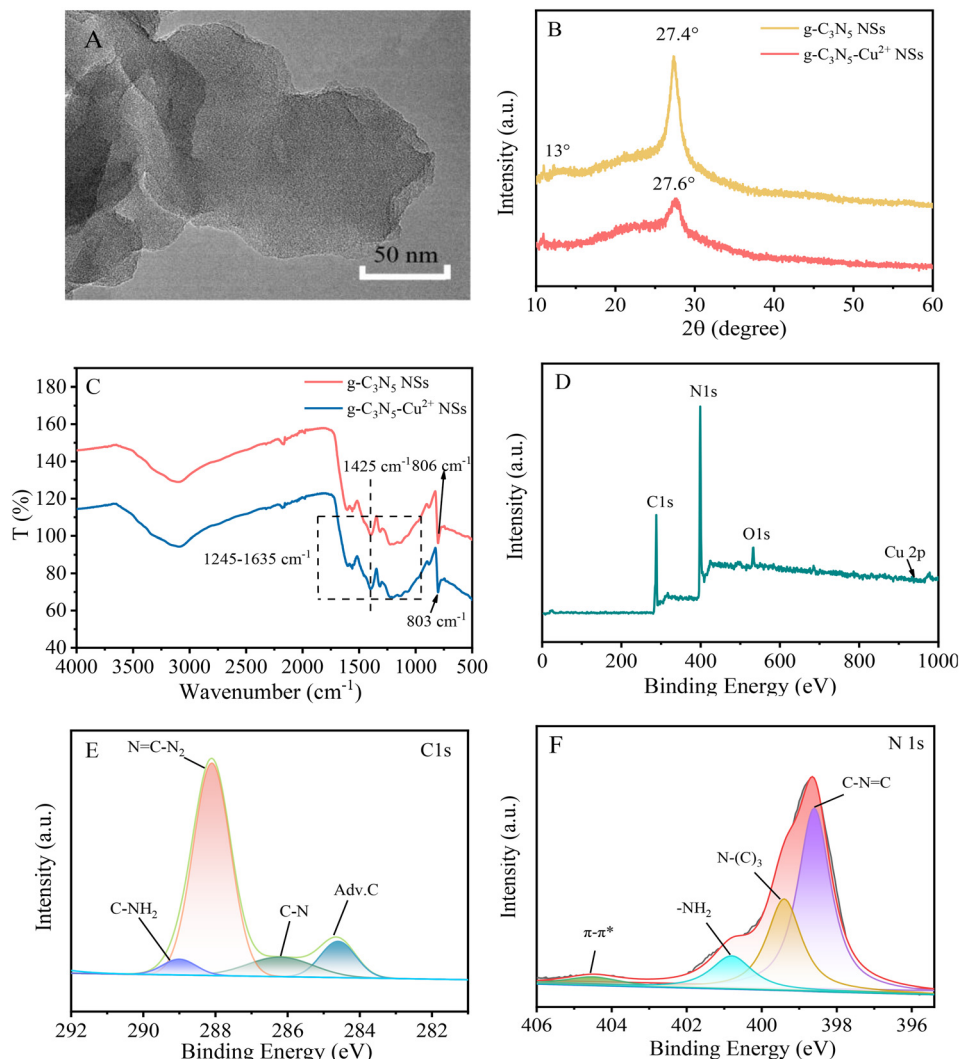 A
50 nm
B
27.4°
g-C₃N₅ NSs
g-C₃N₅-Cu²⁺ NSs
13°
27.6°
Intensity (a.u.)
10 20 30 40 50 60
2θ (degree)
C
g-C₃N₅ NSs
g-C₃N₅-Cu²⁺ NSs
180
160
140
120
100
80
60
40
T (%)
1425 cm⁻¹
806 cm⁻¹
1245-1635 cm⁻¹
803 cm⁻¹
4000 3500 3000 2500 2000 1500 1000 500
Wavenumber (cm⁻¹)
D
N1s
C1s
O1s
Cu 2p
Intensity (a.u.)
0 200 400 600 800 1000
Binding Energy (eV)
E
C1s
N=C-N₂
C-NH₂
C-N
Adv.C
Intensity (a.u.)
292 290 288 286 284 282
Binding Energy (eV)
F
N 1s
C-N=C
N-(C)₃
-NH₂
π-π*
Intensity (a.u.)
406 404 402 400 398 396
Binding Energy (eV)